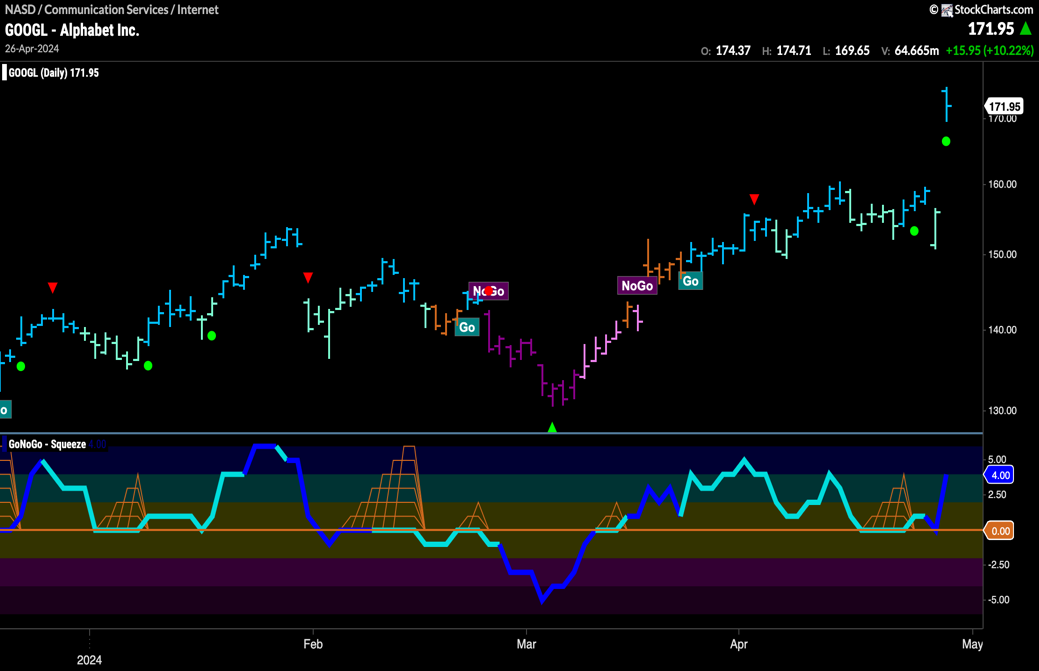 NASD / Communication Services / Internet
© StockCharts.com
GOOGL - Alphabet Inc.
171.95
26-Apr-2024
O: 174.37 H: 174.71 L: 169.65 V: 64.665m +15.95 (+10.22%)
GOOGL (Daily) 171.95
171.95
170.00
160.00
150.00
NoGo
NoGo
Go
Go
140.00
130.00
o
GoNoGo - Squeeze 4.00
5.00
4.00
2.50
0.00
-2.50
-5.00
Feb
Mar
Apr
May
2024